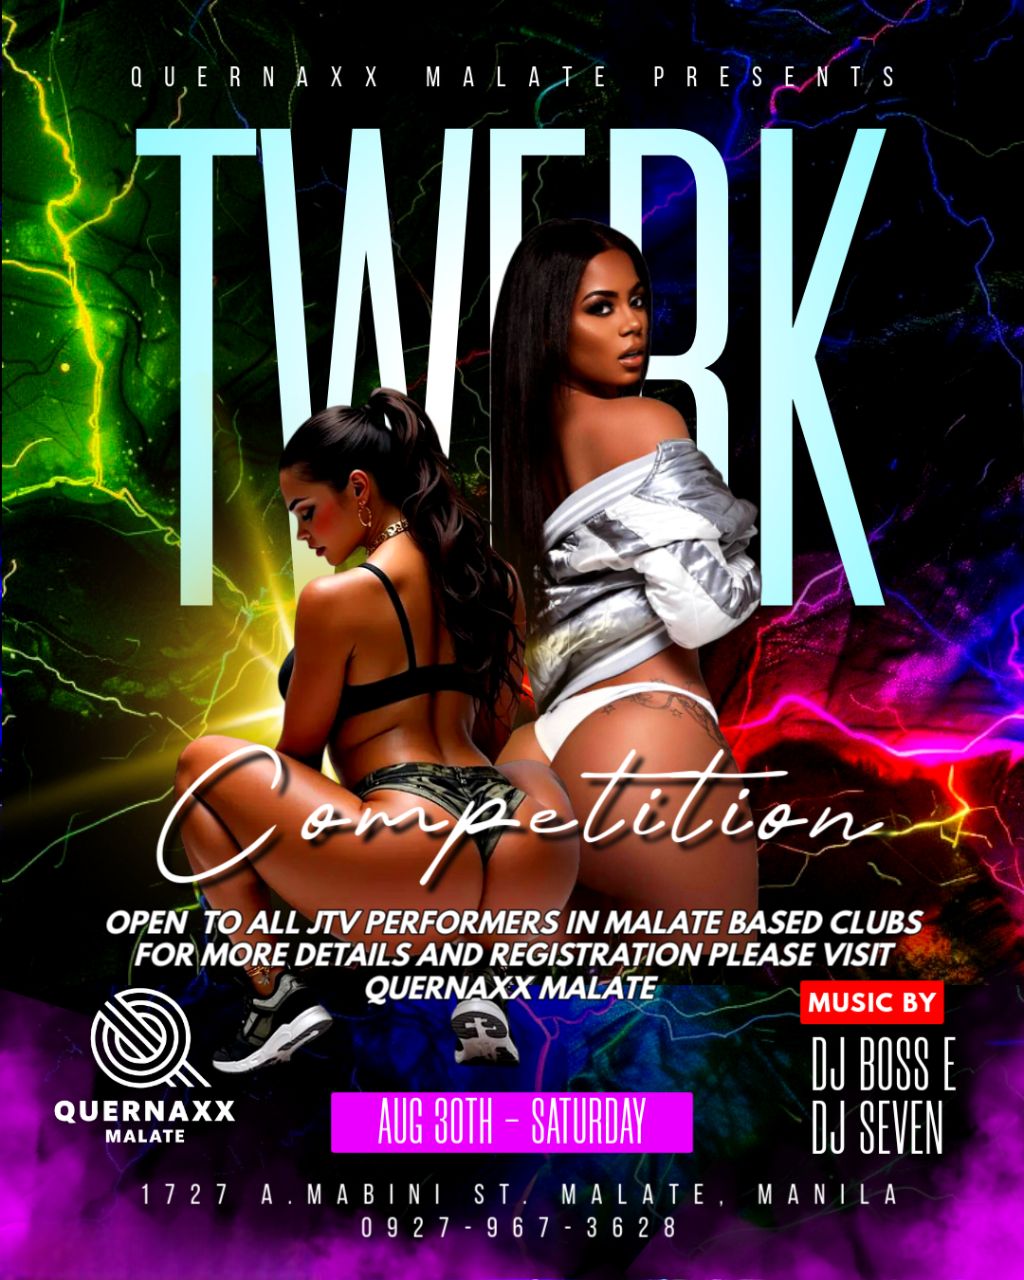 QUERNAXX MALATE PRESENTS
TWERK
Competition
OPEN TO ALL JTV PERFORMERS IN MALATE BASED CLUBS
FOR MORE DETAILS AND REGISTRATION PLEASE VISIT
QUERNAXX MALATE
MUSIC BY
DJ BOSS E
DJ SEVEN
QUERNAXX
MALATE
AUG 30TH - SATURDAY
1727 A.MABINI ST. MALATE, MANILA
0927-967-3628